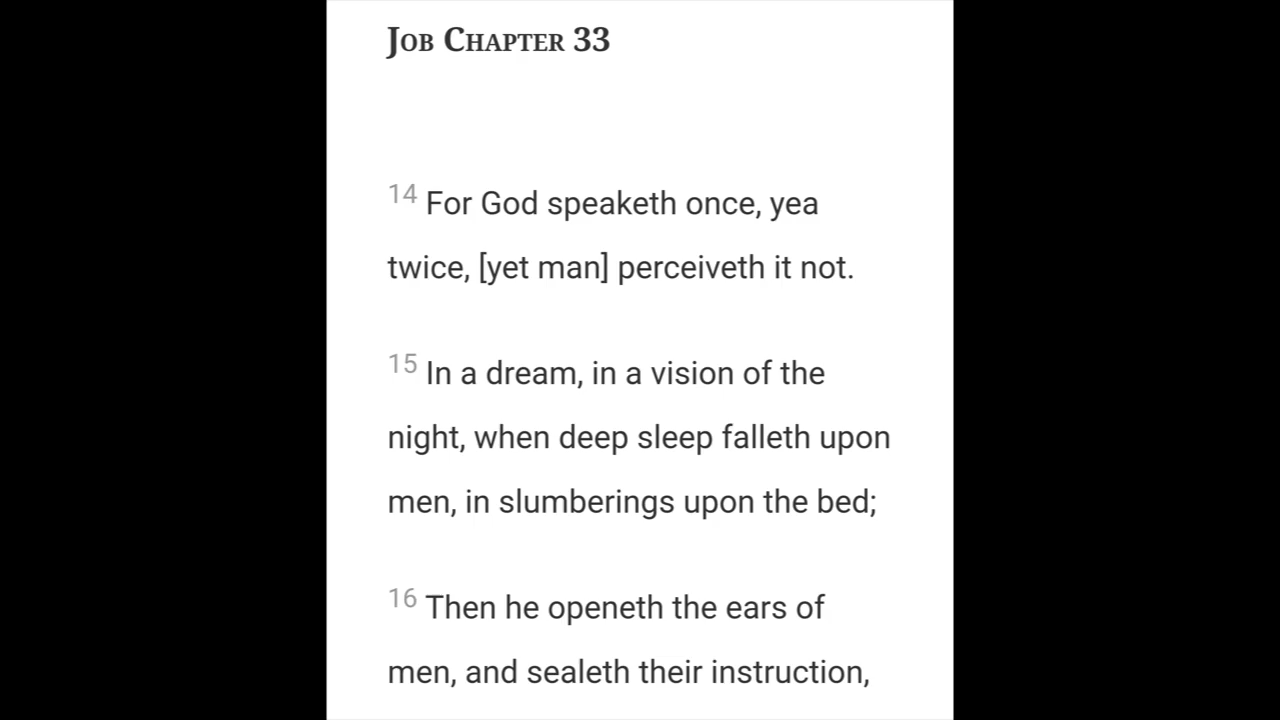 Job Chapter 33
14 For God speaketh once, yea
twice, [yet man] perceiveth it not.
15 In a dream, in a vision of the
night, when deep sleep falleth upon
men, in slumberings upon the bed;
16 Then he openeth the ears of
men, and sealeth their instruction,